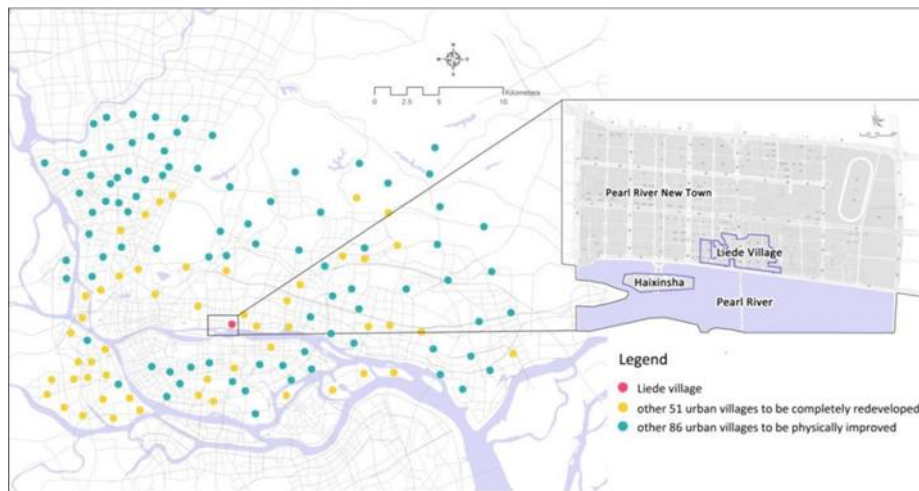 Kilometers
0 2.5 5 10
Pearl River New Town
Liede Village
Haixinsha
Pearl River
Legend
Liede village
other 51 urban villages to be completely redeveloped
other 86 urban villages to be physically improved